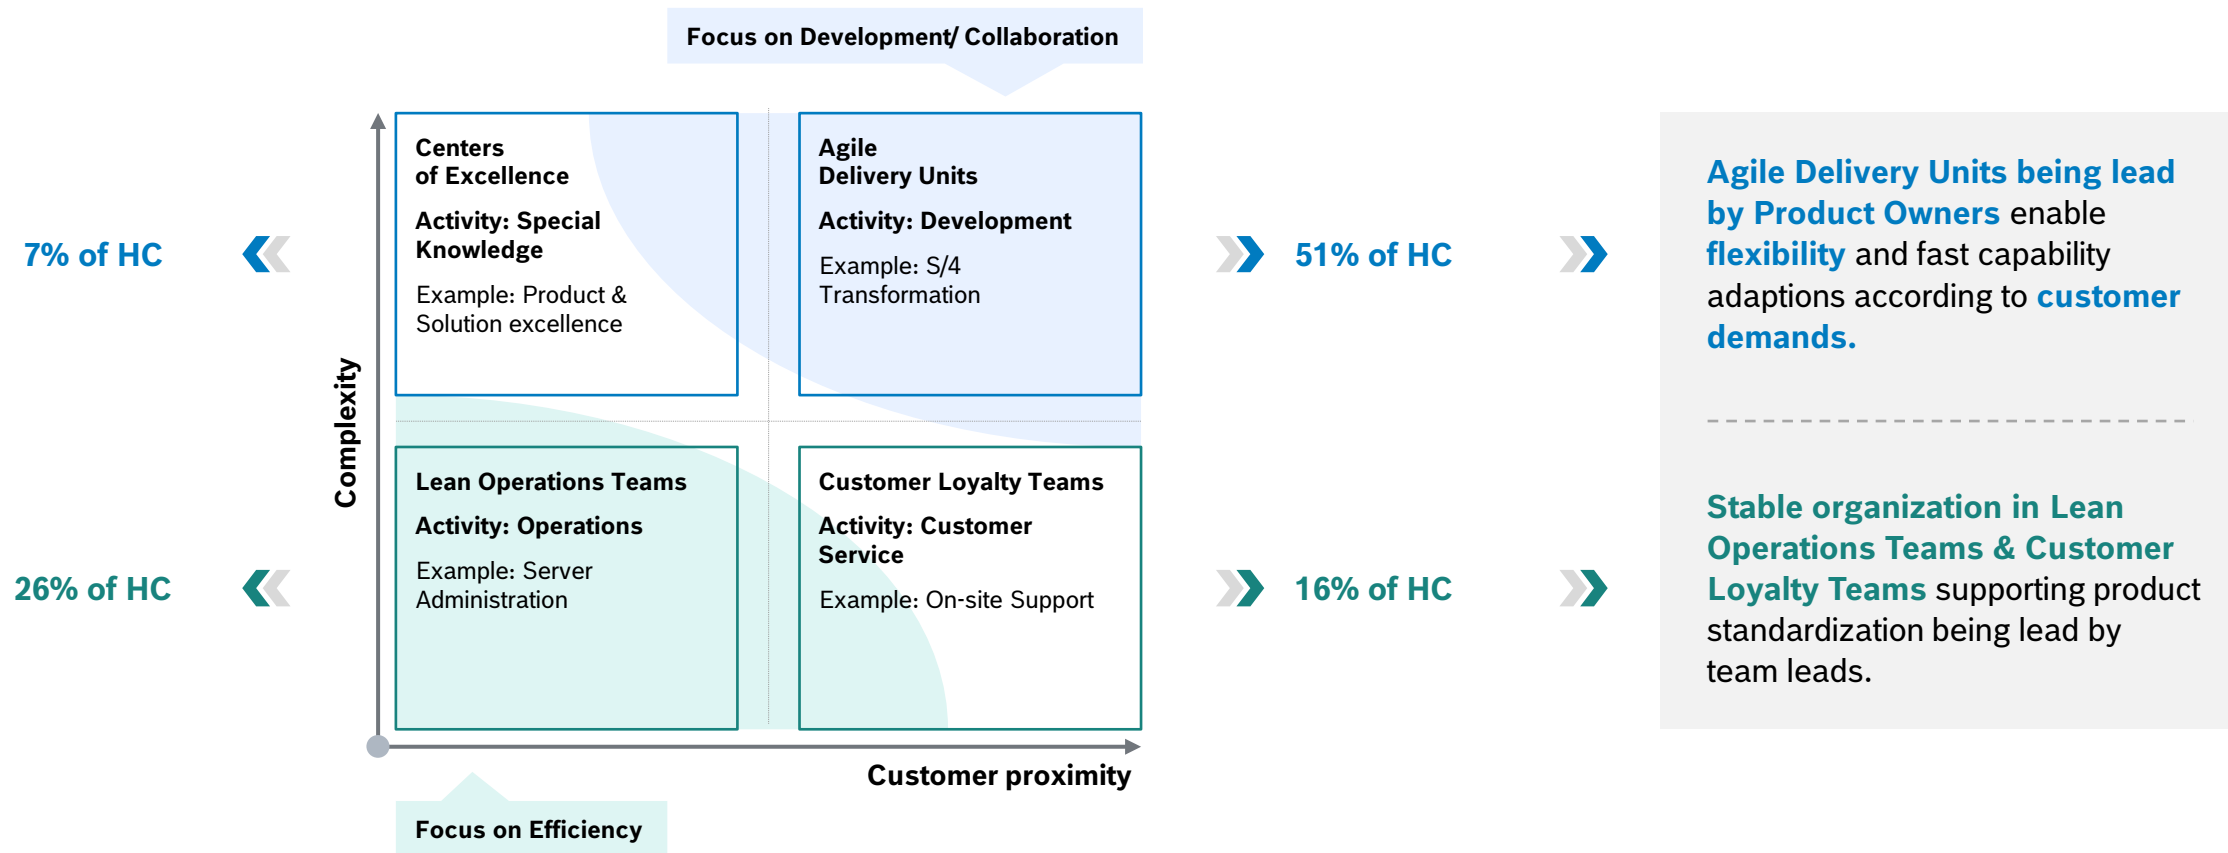 Focus on Development/ Collaboration
Centers
of Excellence
Activity: Special
Knowledge
Example: Product &
Solution excellence
Agile
Delivery Units
Activity: Development
Example: S/4
Transformation
7% of HC
51% of HC
Agile Delivery Units being lead
by Product Owners enable
flexibility and fast capability
adaptions according to customer
demands.
Complexity
Lean Operations Teams
Activity: Operations
Example: Server
Administration
Customer Loyalty Teams
Activity: Customer
Service
Example: On-site Support
26% of HC
16% of HC
Stable organization in Lean
Operations Teams & Customer
Loyalty Teams supporting product
standardization being lead by
team leads.
Customer proximity
Focus on Efficiency